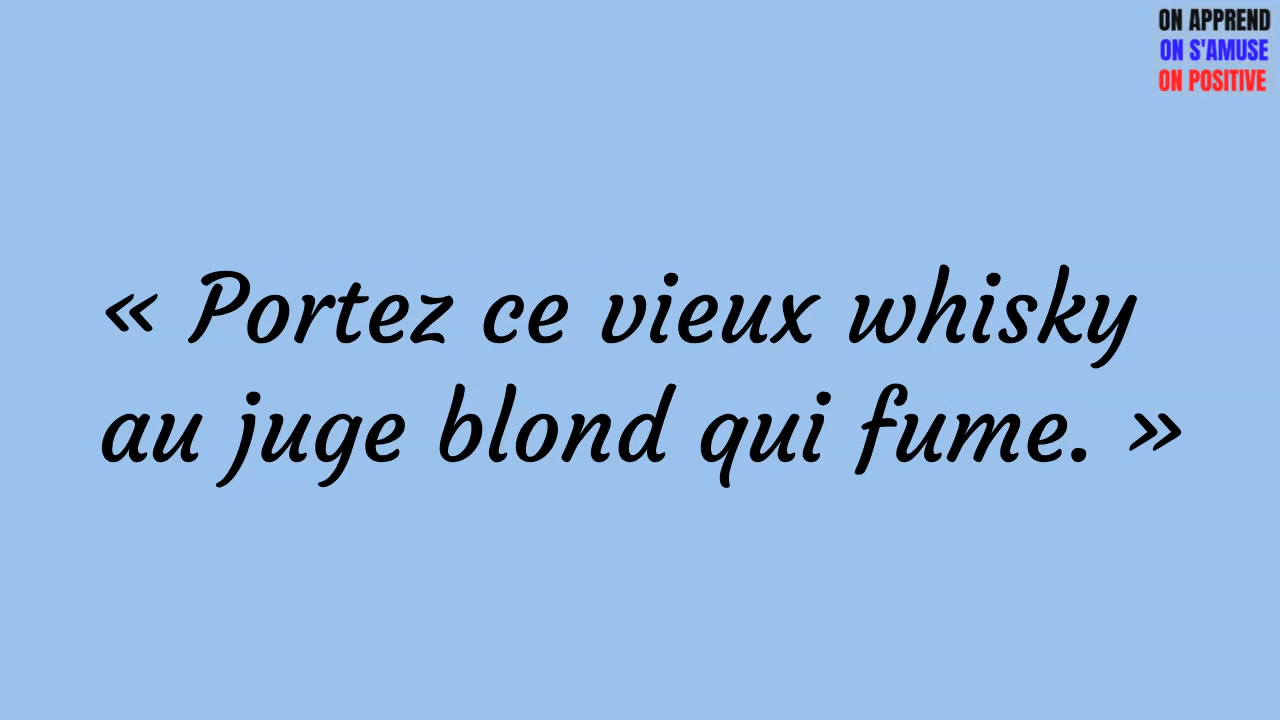 ON APPREND
ON S'AMUSE
ON POSITIVE
« Portez ce vieux whisky
au juge blond qui fume. »